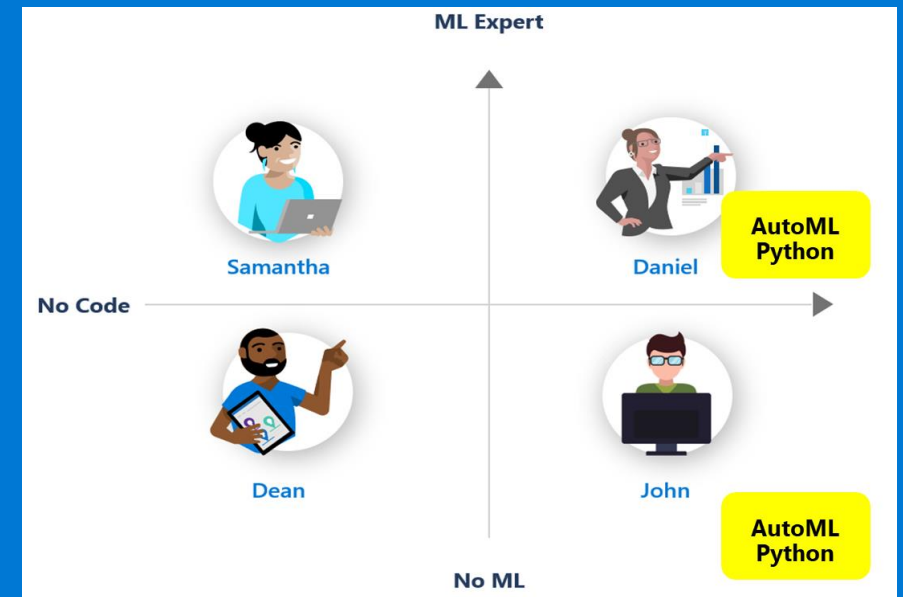 ML Expert
Samantha
Daniel
AutoML
Python
No Code
Dean
John
AutoML
Python
No ML